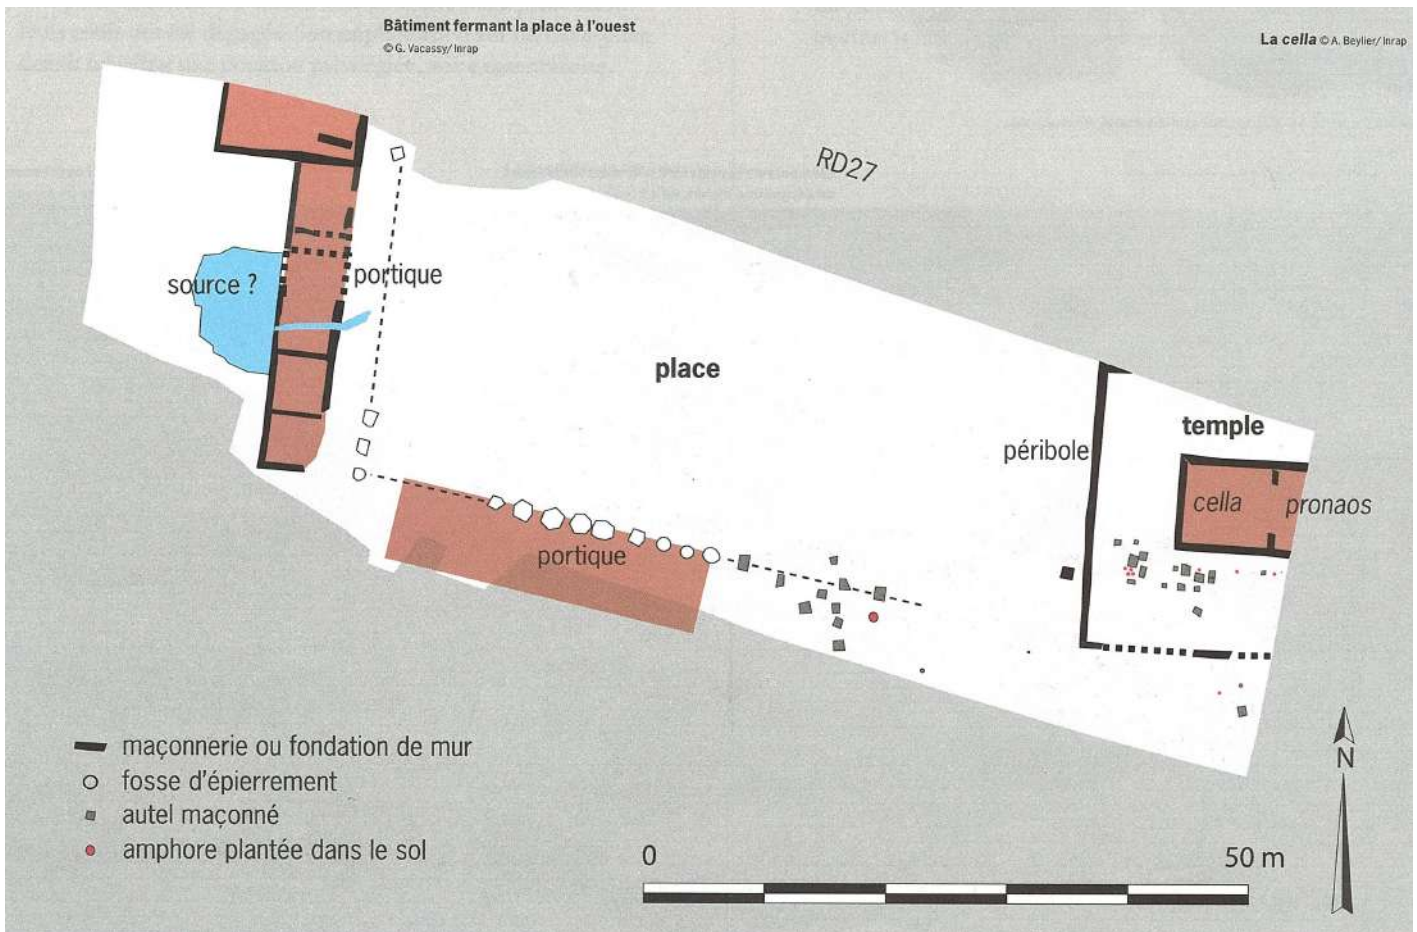 Bâtiment fermant la place à l'ouest
© G. Vacassy/Inrap
La cella © A. Beylier/Inrap
RD27
source ?
portique
place
temple
péribole
cella
pronaos
portique
maçonnerie ou fondation de mur
fosse d'épierrement
autel maçonné
amphore plantée dans le sol
0
50 m
N